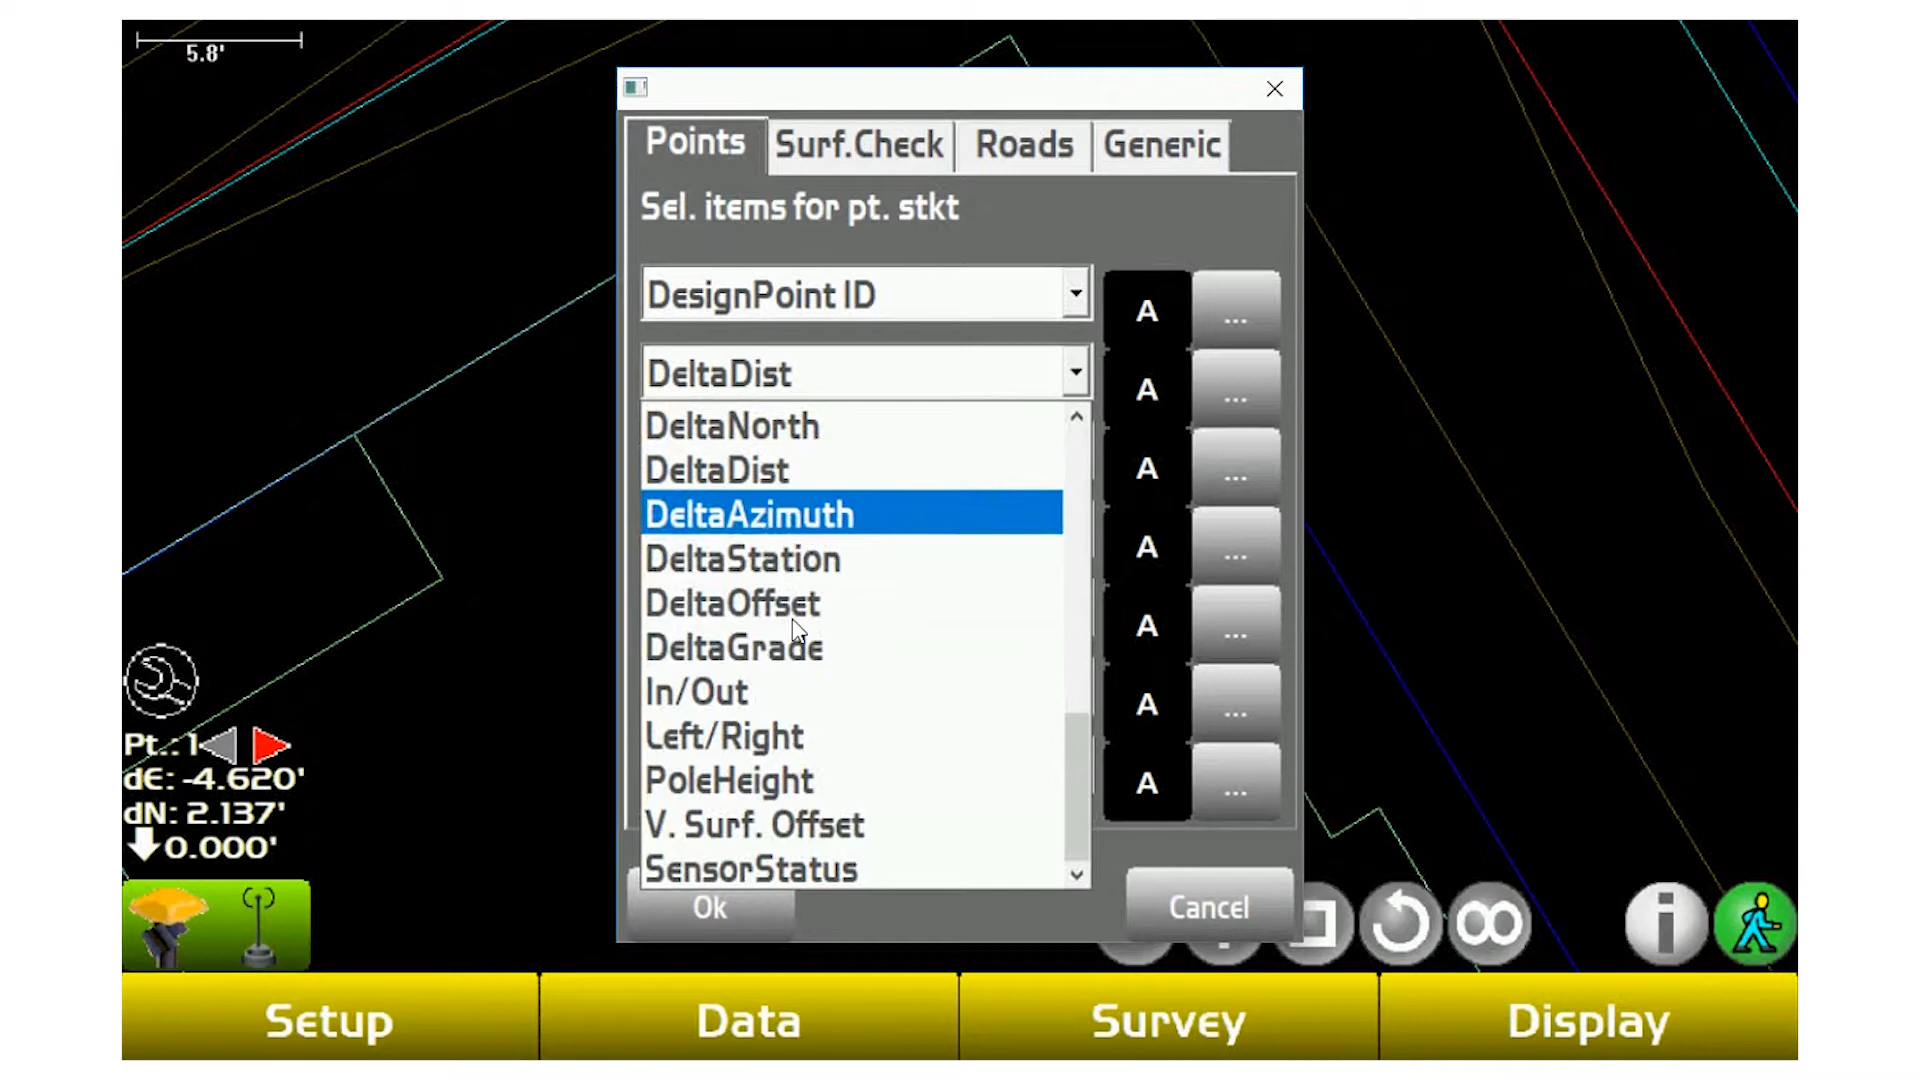 5.8'
Points
Surf.Check
Roads
Generic
Sel. items for pt. stkt
DesignPoint ID
A
...
DeltaDist
A
...
DeltaNorth
DeltaDist
A
...
DeltaAzimuth
DeltaStation
A
...
DeltaOffset
DeltaGrade
A
...
In/Out
Left/Right
A
...
PoleHeight
A
...
V. Surf. Offset
SensorStatus
Ok
Cancel
Pt.: 1
dE: -4.620'
dN: 2.137'
0.000'
Setup
Data
Survey
Display